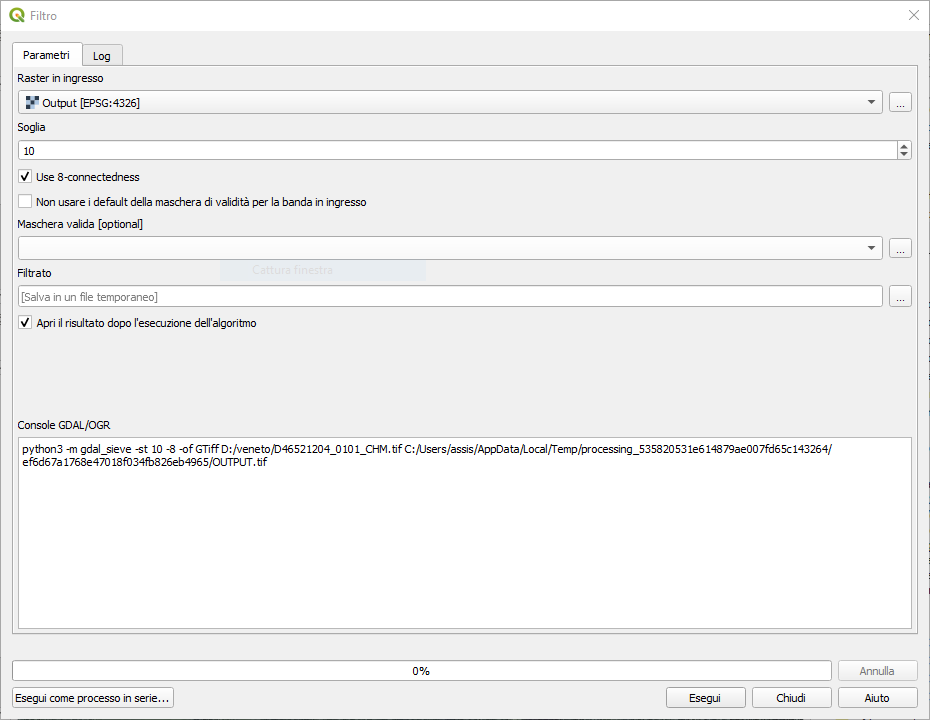 Filtro
Parametri
Log
Raster in ingresso
Output [EPSG:4326]
...
Soglia
10
Use 8-connectedness
Non usare i default della maschera di validità per la banda in ingresso
Maschera valida [optional]
...
Cattura finestra
Filtrato
[Salva in un file temporaneo]
...
Apri il risultato dopo l'esecuzione dell'algoritmo
Console GDAL/OGR
python3 -m gdal_sieve -st 10 -8 -of GTiff D:/veneto/D46521204_0101_CHM.tif C:/Users/assis/AppData/Local/Temp/processing_535820531e614879ae007fd65c143264/
ef6d67a1768e47018f034fb826eb4965/OUTPUT.tif
0%
Annulla
Esegui come processo in serie...
Esegui
Chiudi
Aiuto